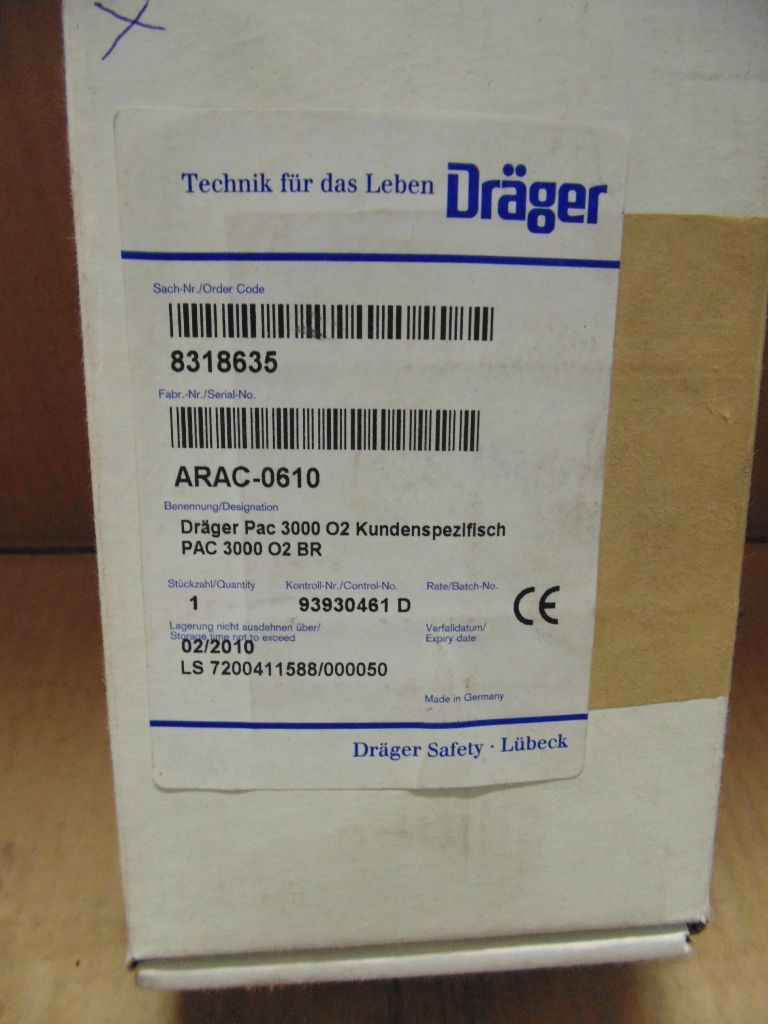 Technik für das Leben Dräger
Sach-Nr./Order Code
8318635
Fabr.-Nr./Serial-No.
ARAC-0610
Benennung/Designation
Dräger Pac 3000 O2 Kundenspezifisch
PAC 3000 O2 BR
Stückzahl/Quantity Kontroll-Nr./Control-No. Rate/Batch-No.
1 93930461 D CE
Lagerung nicht ausdehnen über/ Verfalldatum/
Storage time not to exceed Expiry date
02/2010
LS 7200411588/000050
Made in Germany
Dräger Safety · Lübeck